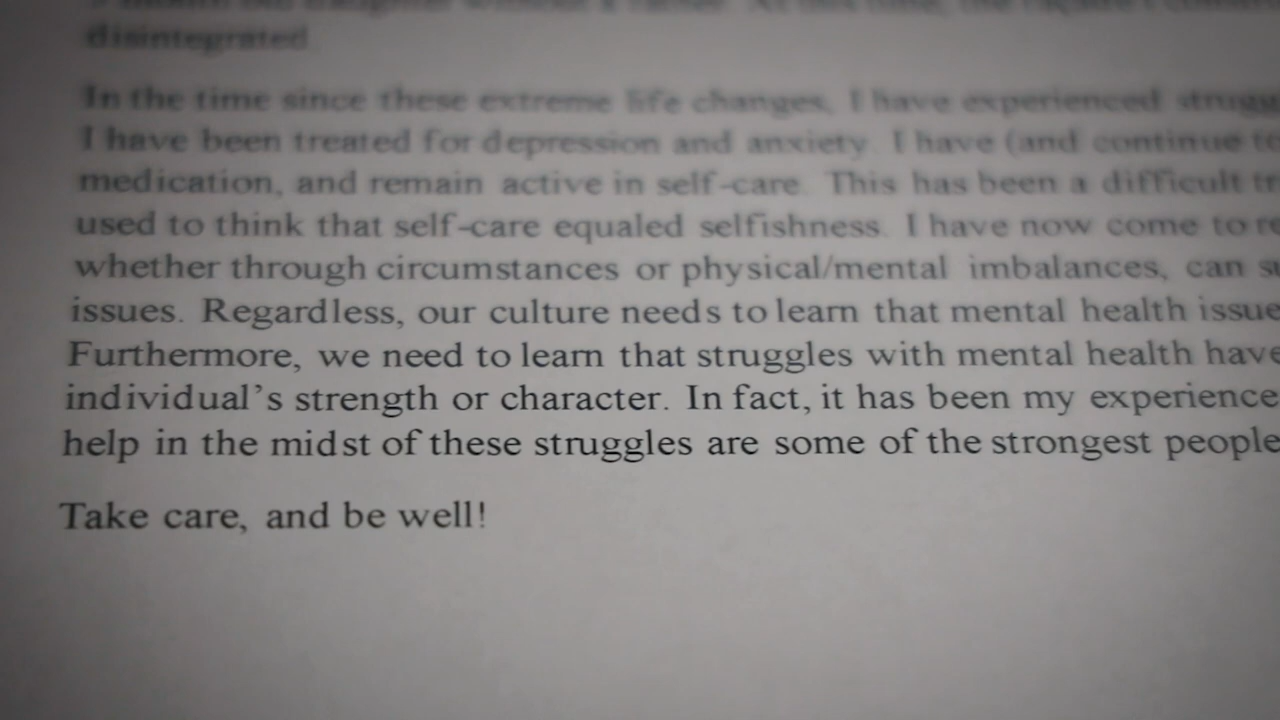 disintegrated
In the time since these extreme life changes, I have experienced
I have been treated for depression and anxiety. I have (and continue
medication, and remain active in self-care. This has been a difficult
used to think that self-care equaled selfishness. I have now come to
whether through circumstances or physical/mental imbalances, can
issues. Regardless, our culture needs to learn that mental health issue
Furthermore, we need to learn that struggles with mental health have
individual's strength or character. In fact, it has been my experience
help in the midst of these struggles are some of the strongest people
Take care, and be well!